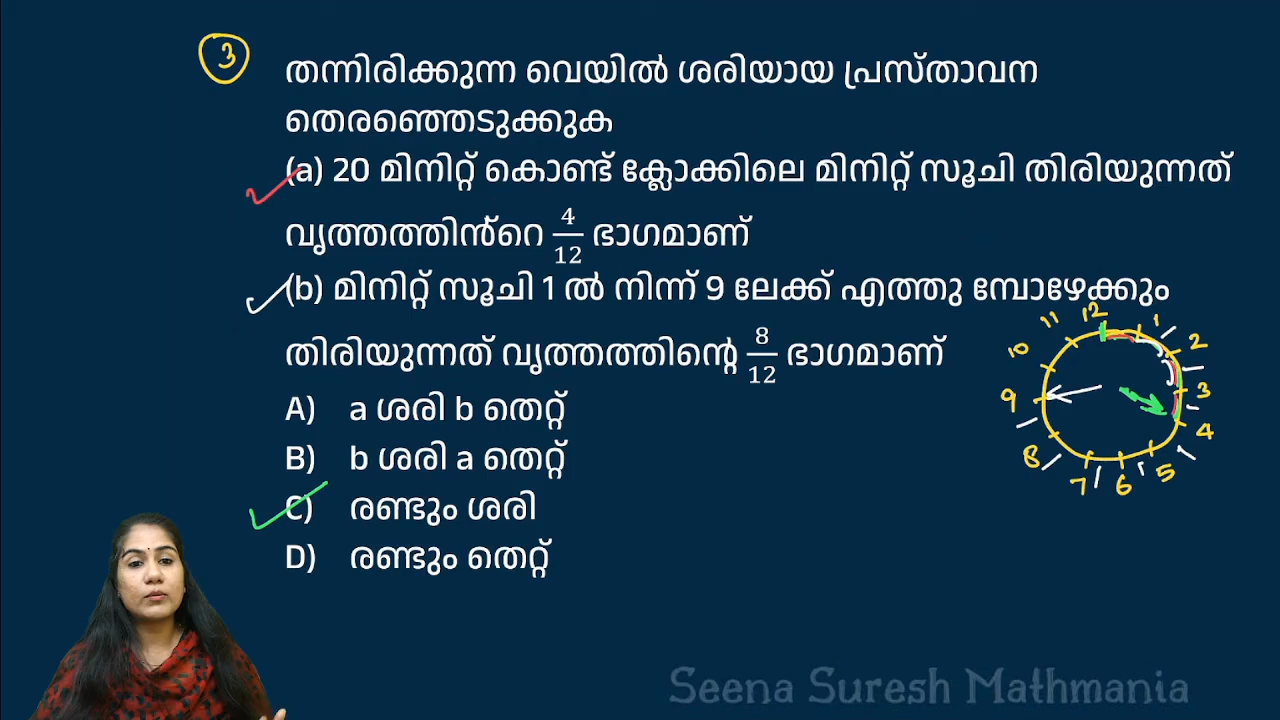 3
തന്നിരിക്കുന്ന വെയിൽ ശരിയായ പ്രസ്താവന
തെരഞ്ഞെടുക്കുക
(a) 20 മിനിറ്റ് കൊണ്ട് ക്ലോക്കിലെ മിനിറ്റ് സൂചി തിരിയുന്നത്
വൃത്തത്തിൻ്റെ 4/12 ഭാഗമാണ്
(b) മിനിറ്റ് സൂചി 1 ൽ നിന്ന് 9 ലേക്ക് എത്തു മ്പോഴേക്കും
തിരിയുന്നത് വൃത്തത്തിന്റെ 8/12 ഭാഗമാണ്
A) a ശരി b തെറ്റ്
B) b ശരി a തെറ്റ്
C) രണ്ടും ശരി
D) രണ്ടും തെറ്റ്
12
1
2
3
4
5
6
7
8
9
10
11
Seena Suresh Mathmania